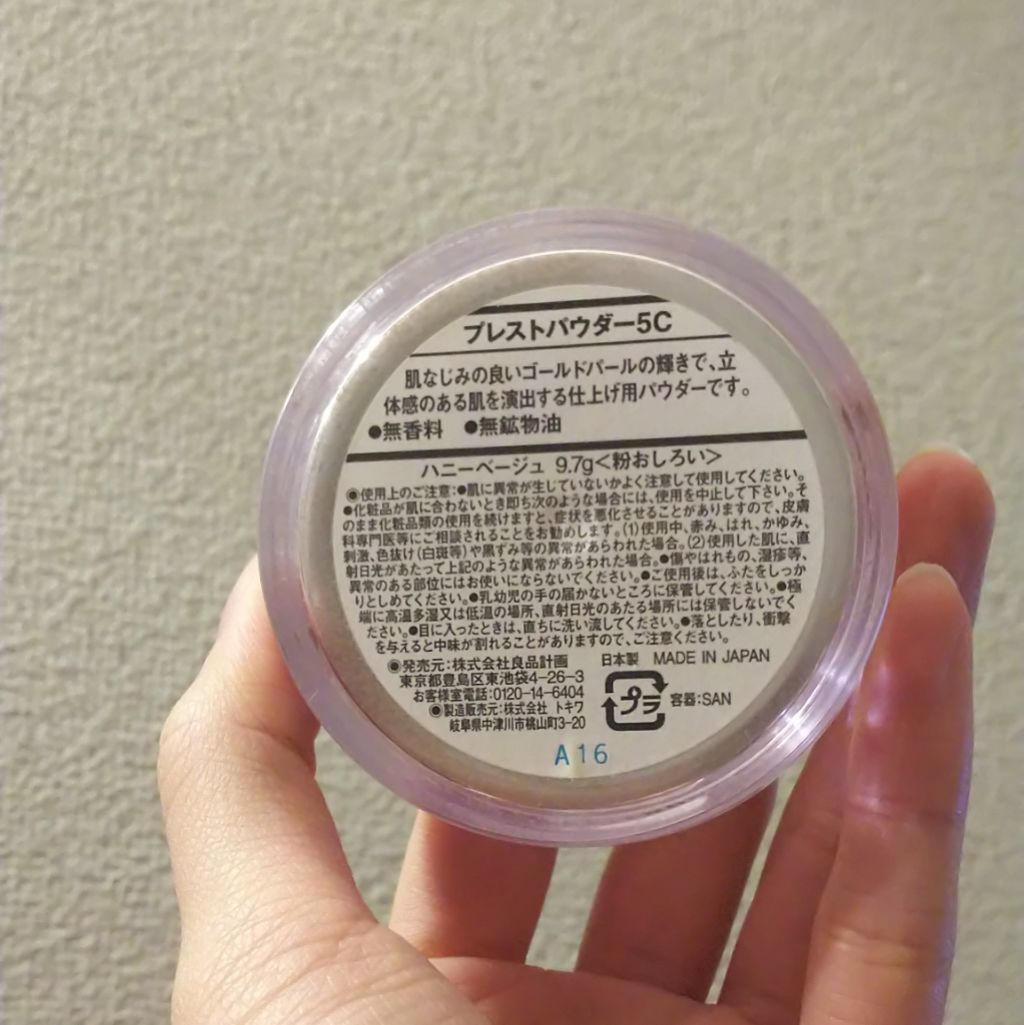 プレストパウダー5C
肌なじみの良いゴールドパールの輝きで、立
体感のある肌を演出する仕上げ用パウダーです。
●無香料 ●無鉱物油
ハニーベージュ 9.7g<粉おしろい>
◉使用上のご注意:●肌に異常が生じていないかよく注意して使用してください。
●化粧品が肌に合わないとき即ち次のような場合には、使用を中止して下さい。そ
のまま化粧品類の使用を続けますと、症状を悪化させることがありますので、皮膚
科専門医等にご相談されることをお勧めします。(1)使用中、赤み、はれ、かゆみ、
刺激、色抜け(白斑等)や黒ずみ等の異常があらわれた場合。(2)使用した肌に、直
射日光があたって上記のような異常があらわれた場合。●傷やはれもの、湿疹等、
異常のある部位にはお使いにならないでください。●ご使用後は、ふたをしっか
りとしめてください。●乳幼児の手の届かないところに保管してください。●極
端に高温多湿又は低温の場所、直射日光のあたる場所には保管しないでく
ださい。●目に入ったときは、直ちに洗い流してください。●落としたり、衝撃
を与えると中味が割れることがありますので、ご注意ください。
◉発売元:株式会社良品計画
東京都豊島区東池袋4-26-3
お客様室電話:0120-14-6404
◉製造販売元:株式会社 トキワ
岐阜県中津川市桃山町3-20
日本製 MADE IN JAPAN
プラ 容器:SAN
A16